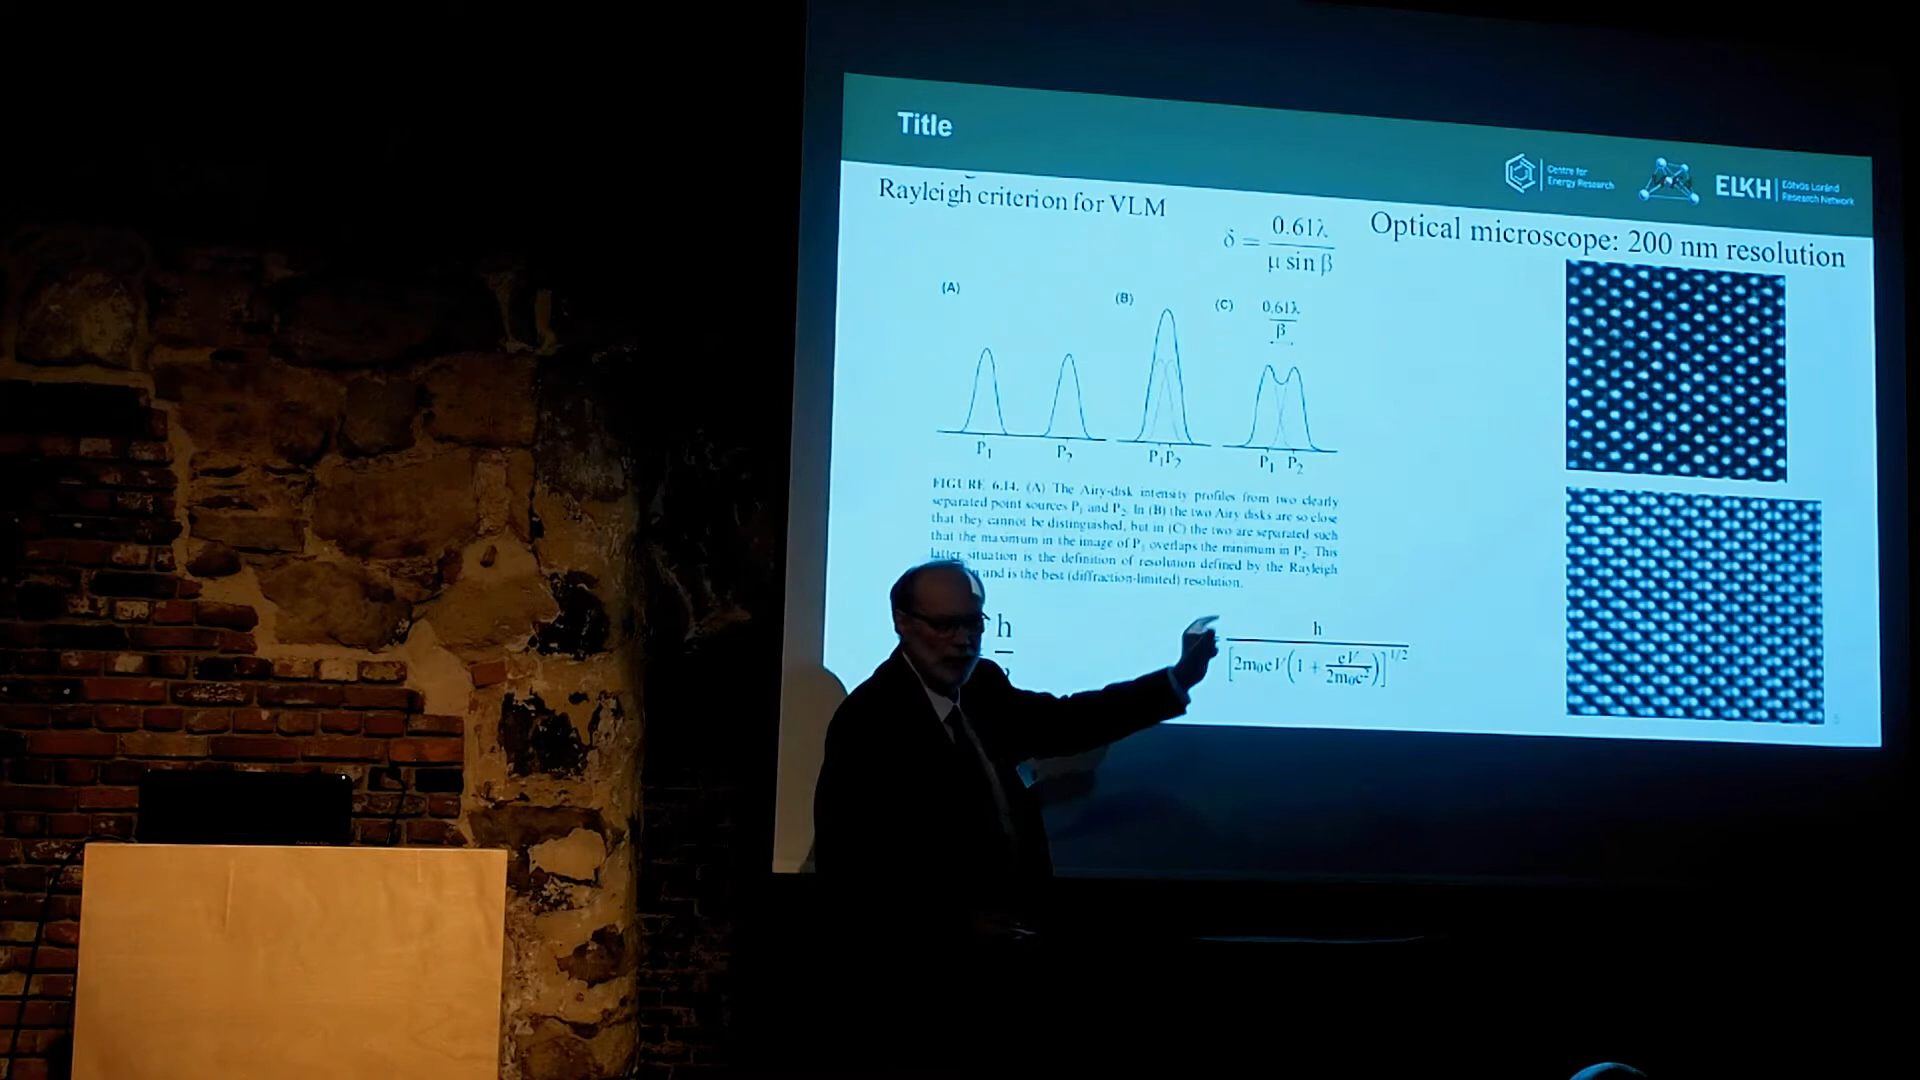 Title
Centre for
Energy Research
ELKH
Eötvös Loránd
Research Network
Rayleigh criterion for VLM
δ = 0.61λ / μ sin β
Optical microscope: 200 nm resolution
(A)
(B)
(C)
0.61λ / β
P₁ P₂
P₁P₂
P₁ P₂
FIGURE 6.14. (A) The Airy-disk intensity profiles from two clearly
separated point sources P₁ and P₂. In (B) the two Airy disks are so close
that they cannot be distinguished, but in (C) the two are separated such
that the maximum in the image of P₁ overlaps the minimum in P₂. This
latter situation is the definition of resolution defined by the Rayleigh
and is the best (diffraction-limited) resolution.
h
h / [2m₀eV(1 + eV / 2m₀c²)]^1/2
5